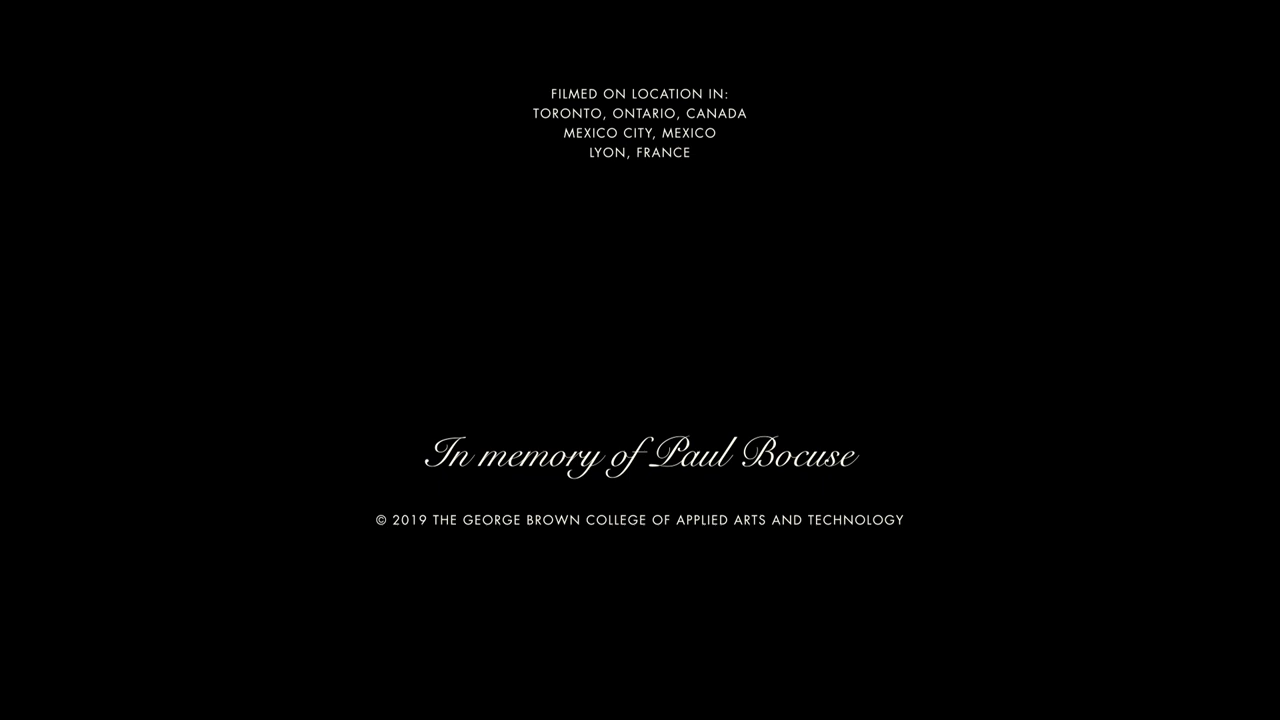 FILMED ON LOCATION IN:
TORONTO, ONTARIO, CANADA
MEXICO CITY, MEXICO
LYON, FRANCE
In memory of Paul Bocuse
© 2019 THE GEORGE BROWN COLLEGE OF APPLIED ARTS AND TECHNOLOGY